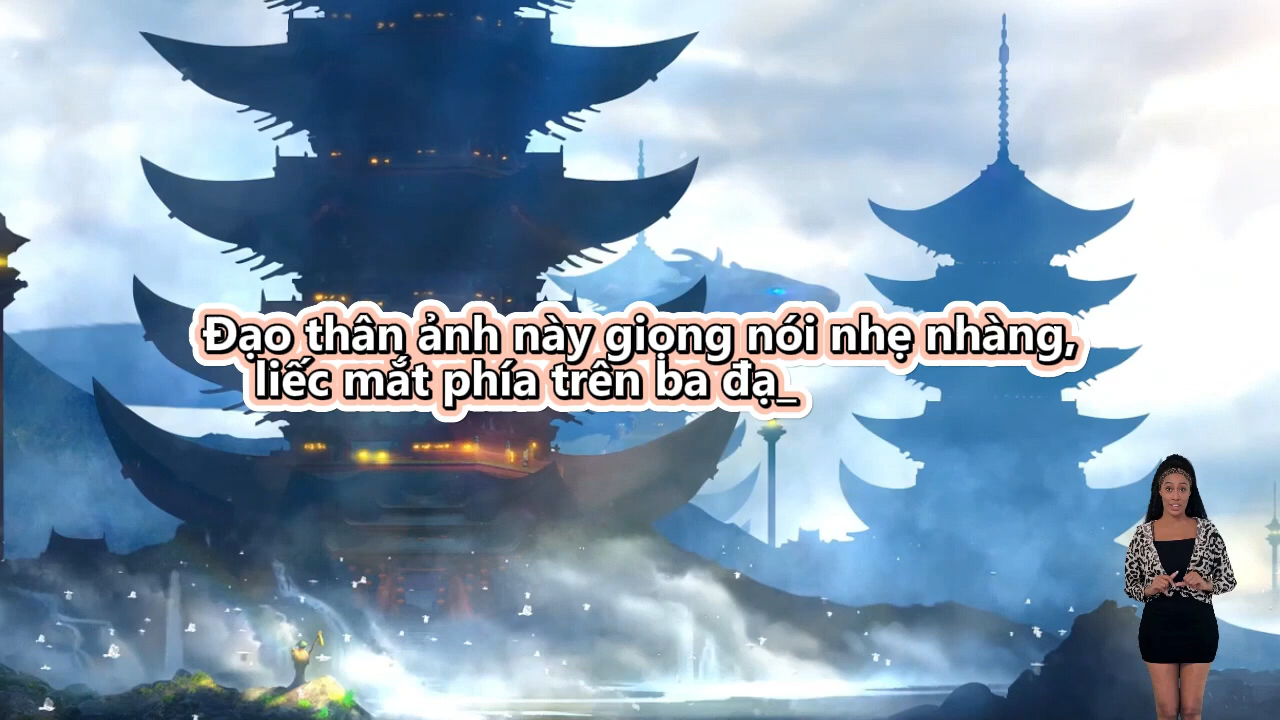 Đạo thân ảnh này giọng nói nhẹ nhàng,
liếc mắt phía trên ba đạ_